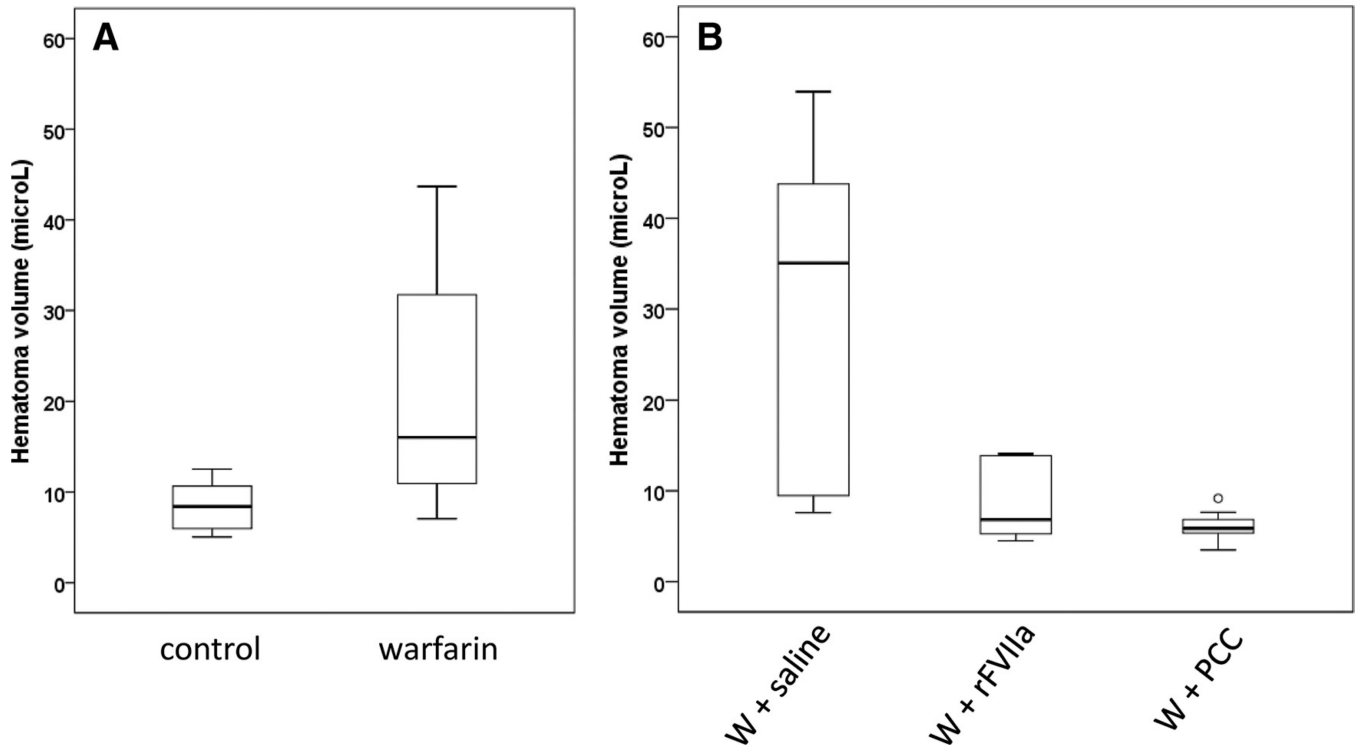 A
Hematoma volume (microL)
60
50
40
30
20
10
0
control
warfarin
B
Hematoma volume (microL)
60
50
40
30
20
10
0
W + saline
W + rFVIIa
W + PCC